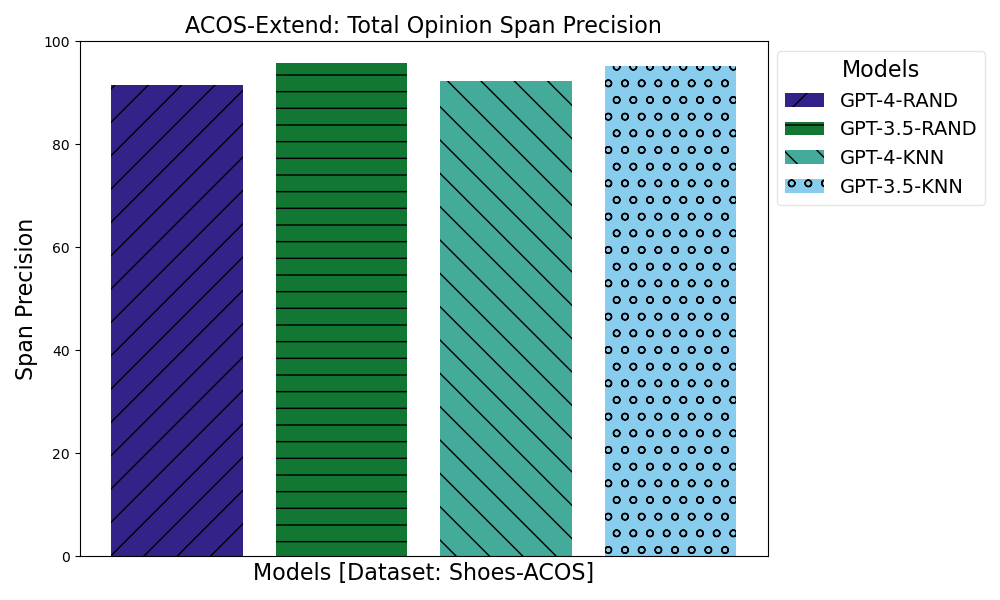 ACOS-Extend: Total Opinion Span Precision
100
80
60
40
20
0
Span Precision
Models [Dataset: Shoes-ACOS]
Models
GPT-4-RAND
GPT-3.5-RAND
GPT-4-KNN
GPT-3.5-KNN